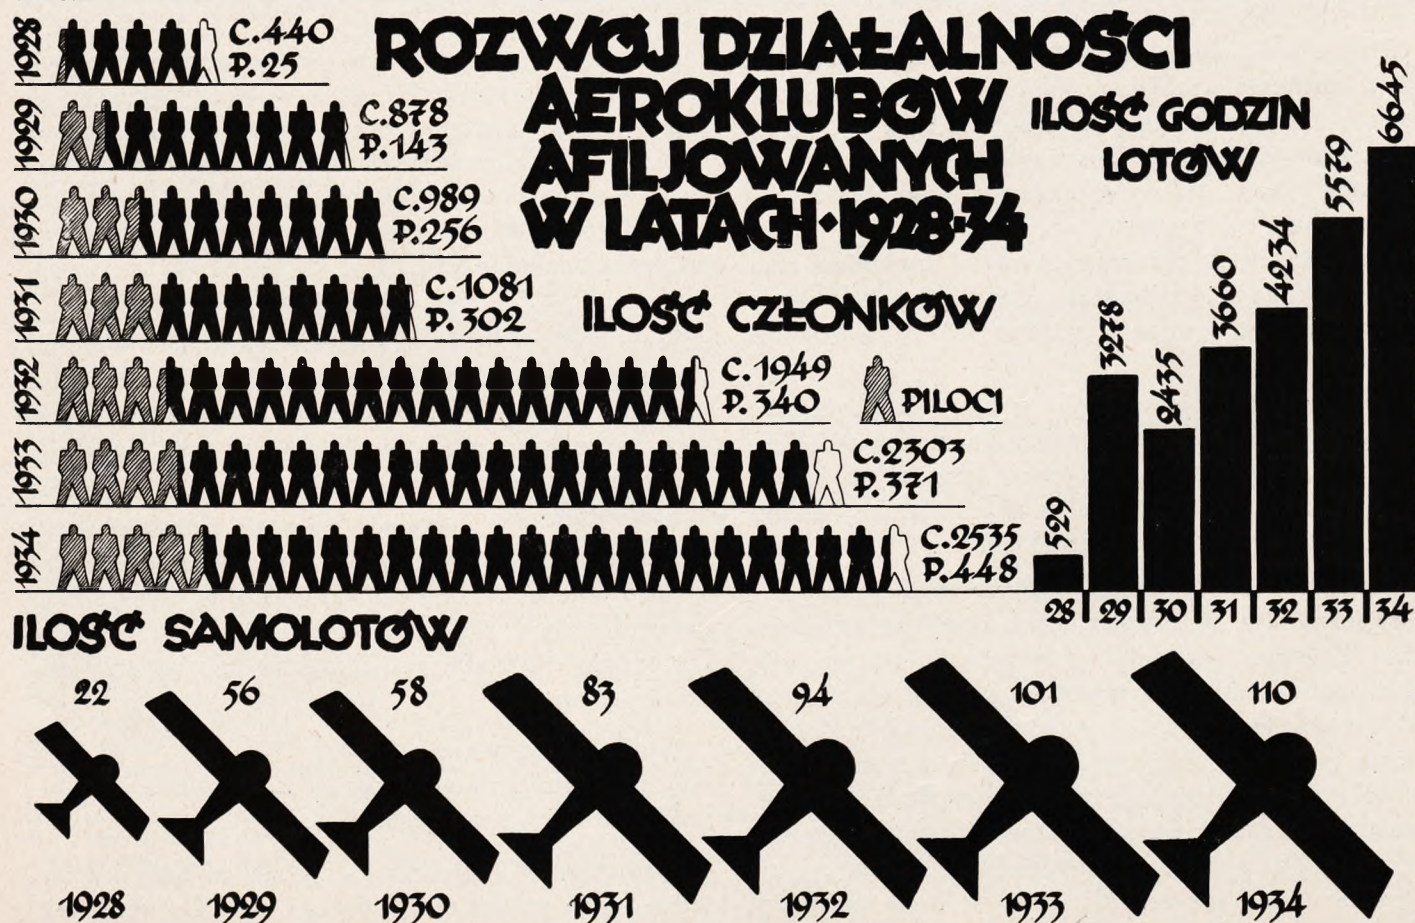 ROZWÓJ DZIAŁALNOŚCI
AEROKLUBÓW
AFILJOWANYCH
W LATACH·1928-34
ILOŚĆ CZŁONKÓW
1928
C.440
P.25
1929
C.878
P.143
1930
C.989
P.256
1931
C.1081
P.302
1932
C.1949
P.340
PILOCI
1933
C.2303
P.371
1934
C.2535
P.448
ILOŚĆ GODZIN
LOTÓW
529
3278
2435
3660
4234
5579
6645
28 29 30 31 32 33 34
ILOŚĆ SAMOLOTÓW
22 56 58 83 94 101 110
1928 1929 1930 1931 1932 1933 1934